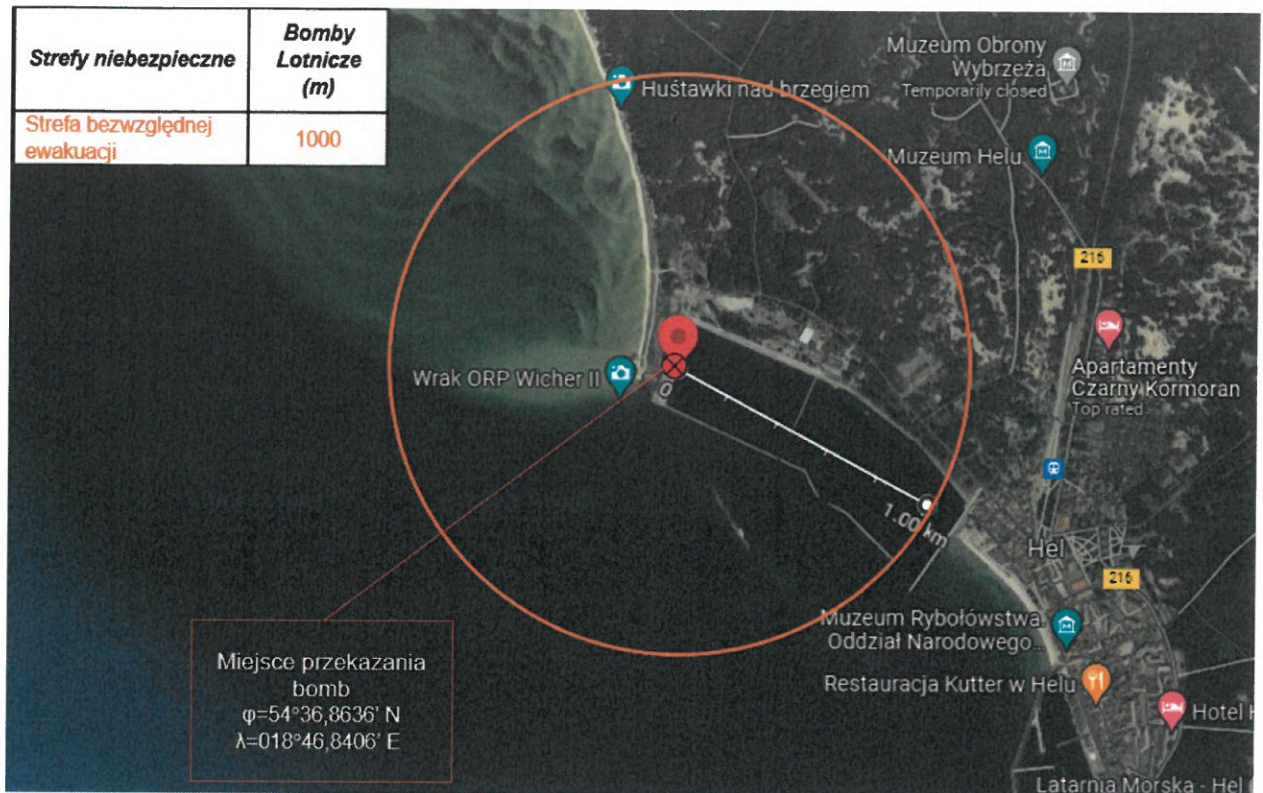 Strefy niebezpieczne
Bomby
Lotnicze
(m)
Strefa bezwzględnej
ewakuacji
1000
Muzeum Obrony
Wybrzeża
Temporarily closed
Huśtawki nad brzegiem
Muzeum Helu
216
Apartamenty
Czarny Kormoran
Top rated
Wrak ORP Wicher II
0
1.00 km
Hel
216
Muzeum Rybołówstwa.
Oddział Narodowego...
Restauracja Kutter w Helu
Hotel
Latarnia Morska - Hel
Miejsce przekazania
bomb
φ=54°36,8636' N
λ=018°46,8406' E